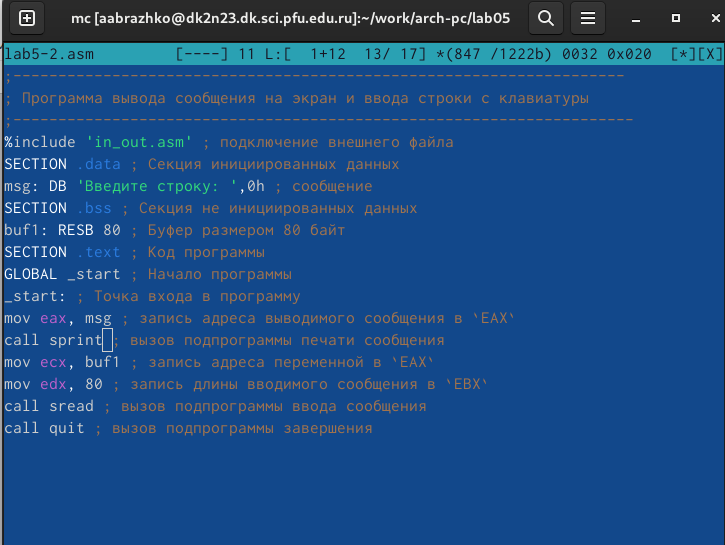 mc [aabrazhko@dk2n23.dk.sci.pfu.edu.ru]:~/work/arch-pc/lab05
lab5-2.asm [----] 11 L:[ 1+12 13/ 17] *(847 /1222b) 0032 0x020 [*][X]
;--------------------------------------------------------------------
; Программа вывода сообщения на экран и ввода строки с клавиатуры
;---------------------------------------------------------------------
%include 'in_out.asm' ; подключение внешнего файла
SECTION .data ; Секция инициированных данных
msg: DB 'Введите строку: ',0h ; сообщение
SECTION .bss ; Секция не инициированных данных
buf1: RESB 80 ; Буфер размером 80 байт
SECTION .text ; Код программы
GLOBAL _start ; Начало программы
_start: ; Точка входа в программу
mov eax, msg ; запись адреса выводимого сообщения в `EAX`
call sprint ; вызов подпрограммы печати сообщения
mov ecx, buf1 ; запись адреса переменной в `EAX`
mov edx, 80 ; запись длины вводимого сообщения в `EBX`
call sread ; вызов подпрограммы ввода сообщения
call quit ; вызов подпрограммы завершения